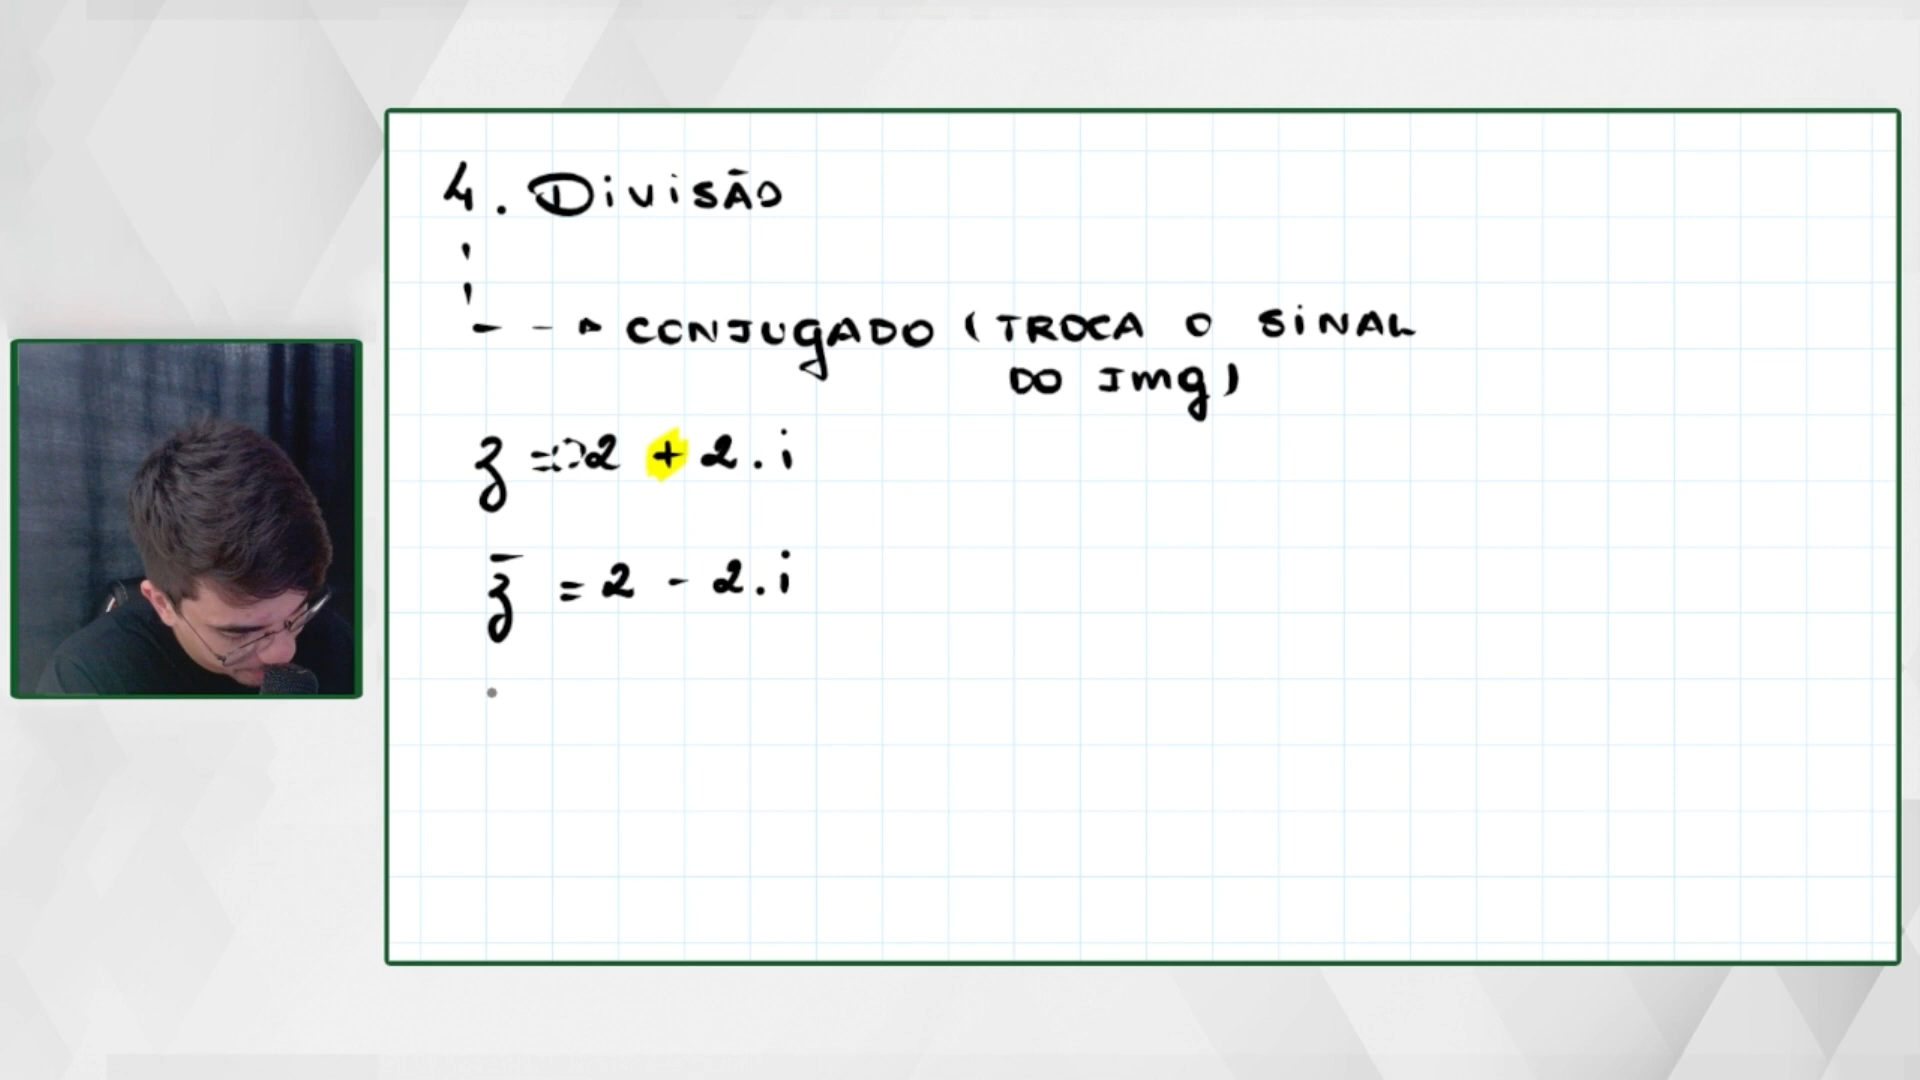 4. Divisão
CONJUGADO (TROCA O SINAL
DO Img)
z = 2 + 2.i
z̄ = 2 - 2.i